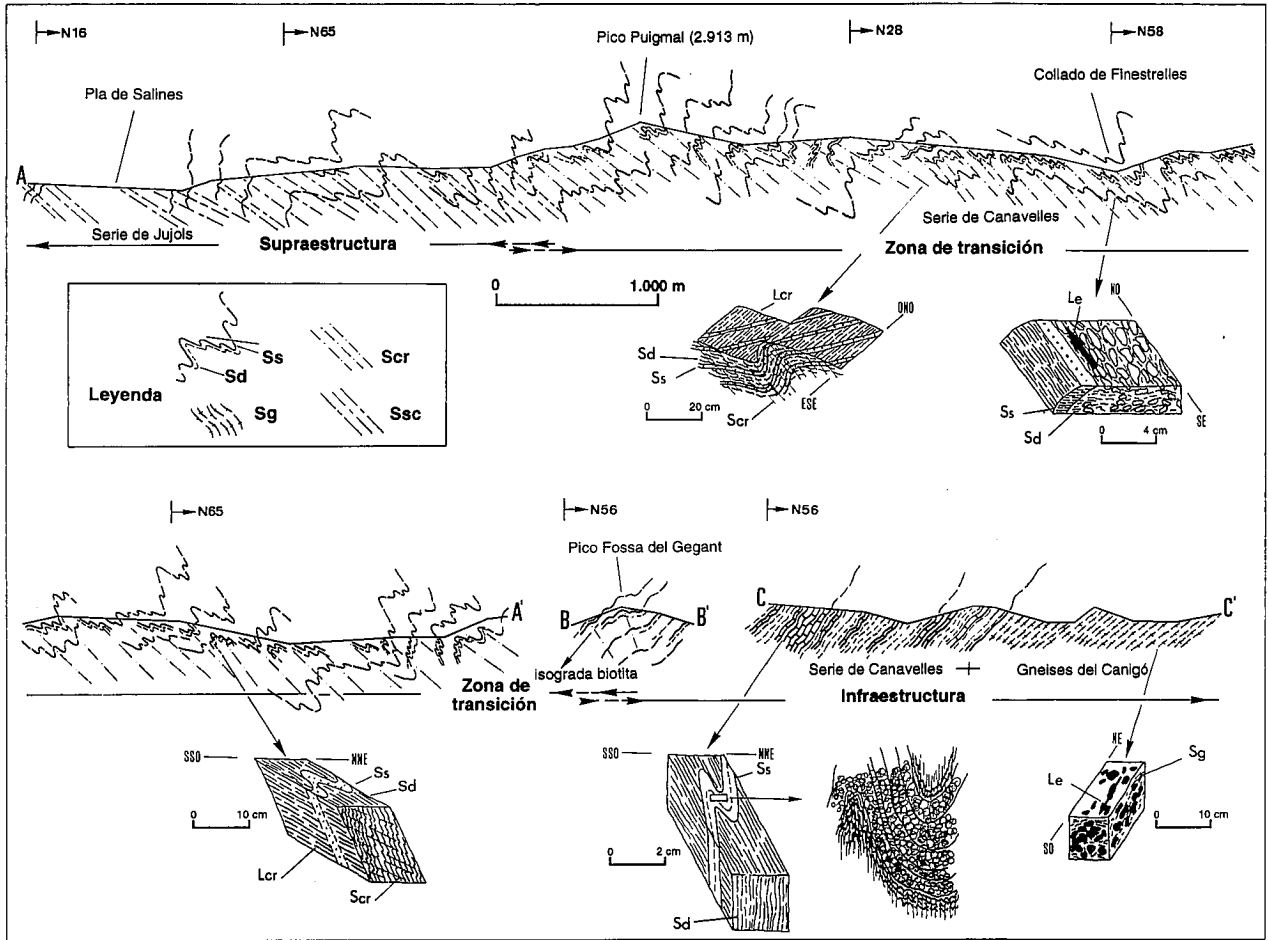 N16
N65
Pico Puigmal (2.913 m)
N28
N58
Pla de Salines
Collado de Finestrelles
A
Serie de Jujols
Supraestructura
Serie de Canavelles
Zona de transición
0 1.000 m
Leyenda
Ss
Sd
Sg
Scr
Ssc
Lcr
ONO
Sd
Ss
ESE
Scr
0 20 cm
Le
NO
Ss
Sd
SE
0 4 cm
N65
N56
N56
Pico Fossa del Gegant
A'
B
B'
C
C'
isograda biotita
Zona de
transición
Serie de Canavelles
Gneises del Canigó
Infraestructura
SSO
NNE
Ss
Sd
0 10 cm
Lcr
Scr
SSO
NNE
Ss
0 2 cm
Sd
NE
Sg
Le
SO
0 10 cm